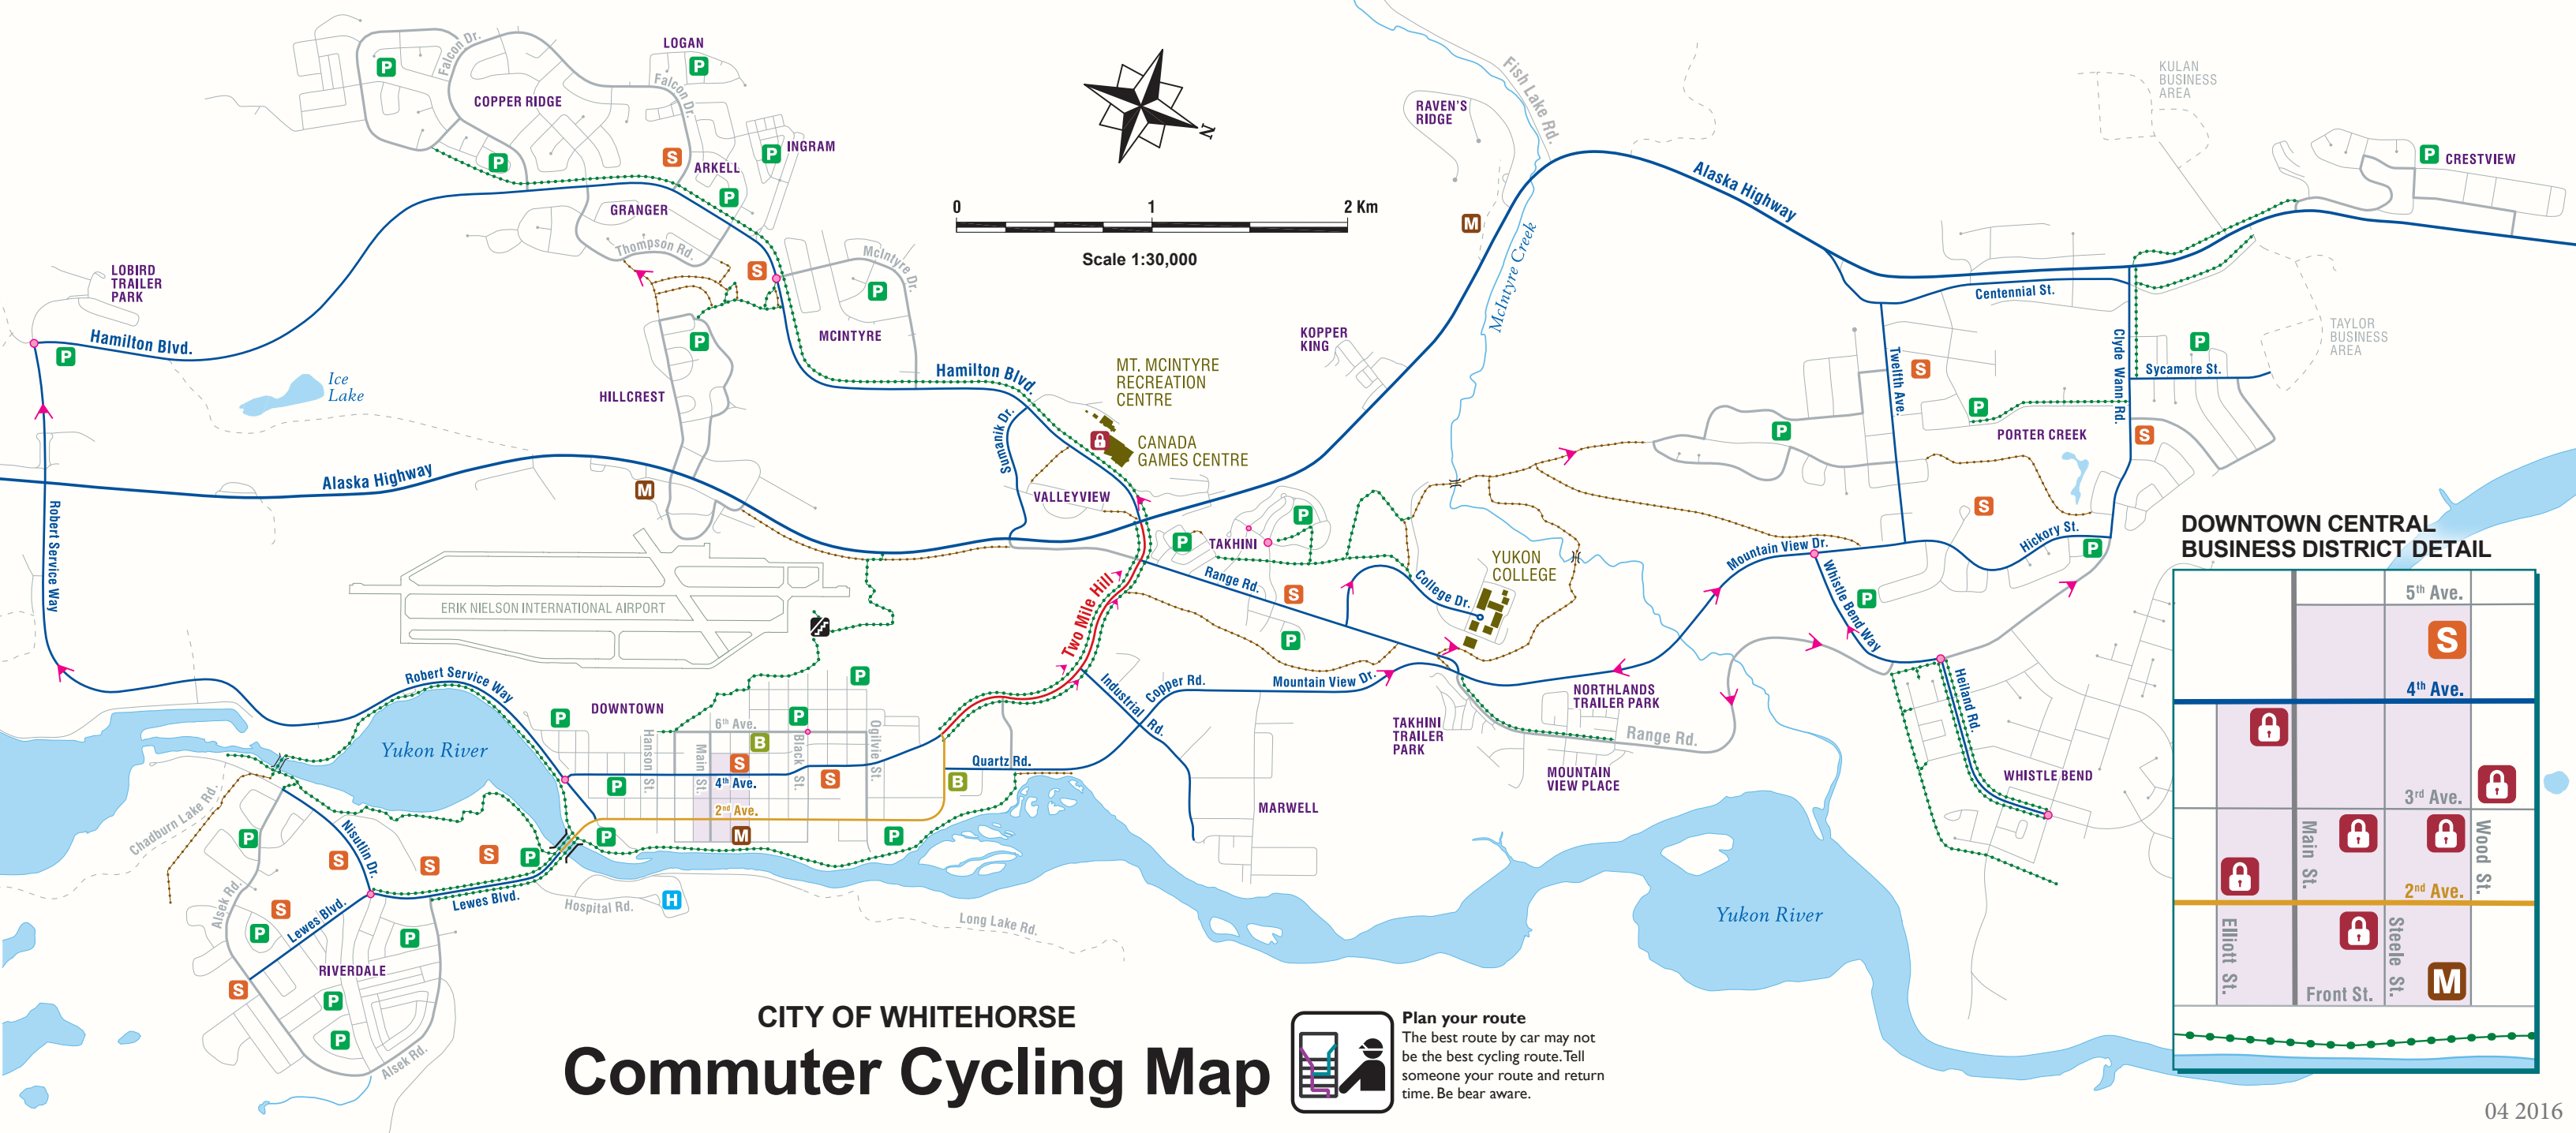 LOGAN
P
P
Falcon Dr.
Falcon Dr.
COPPER RIDGE
S
P
INGRAM
ARKELL
P
P
GRANGER
Thompson Rd.
S
McIntyre Dr.
P
MCINTYRE
P
HILLCREST
LOBIRD
TRAILER
PARK
Hamilton Blvd.
P
Ice
Lake
Alaska Highway
M
Robert Service Way
N
0 1 2 Km
Scale 1:30,000
Hamilton Blvd.
Sumanik Dr.
MT. MCINTYRE
RECREATION
CENTRE
CANADA
GAMES CENTRE
VALLEYVIEW
KOPPER
KING
RAVEN'S
RIDGE
M
Fish Lake Rd.
McIntyre Creek
Alaska Highway
KULAN
BUSINESS
AREA
P
CRESTVIEW
Centennial St.
Clyde Wann Rd.
Twelfth Ave.
S
P
TAYLOR
BUSINESS
AREA
Sycamore St.
P
P
PORTER CREEK
S
S
Hickory St.
P
Mountain View Dr.
Whistle Bend Way
P
Heiland Rd.
WHISTLE BEND
P
TAKHINI
P
Range Rd.
S
P
College Dr.
YUKON
COLLEGE
ERIK NIELSON INTERNATIONAL AIRPORT
Two Mile Hill
Industrial Rd.
Copper Rd.
Mountain View Dr.
NORTHLANDS
TRAILER PARK
TAKHINI
TRAILER
PARK
Range Rd.
MOUNTAIN
VIEW PLACE
MARWELL
Quartz Rd.
Robert Service Way
Yukon River
P
DOWNTOWN
P
P
6th Ave.
B
Hanson St.
Main St.
Black St.
Ogilvie St.
S
S
4th Ave.
P
2nd Ave.
M
B
P
P
Chadburn Lake Rd.
Nisutlin Dr.
P
S
S
S
P
Alsek Rd.
S
P
Lewes Blvd.
Lewes Blvd.
P
Hospital Rd.
H
Long Lake Rd.
RIVERDALE
S
P
P
Alsek Rd.
Yukon River
CITY OF WHITEHORSE
Commuter Cycling Map
Plan your route
The best route by car may not
be the best cycling route. Tell
someone your route and return
time. Be bear aware.
DOWNTOWN CENTRAL
BUSINESS DISTRICT DETAIL
5th Ave.
S
4th Ave.
3rd Ave.
Main St.
Wood St.
2nd Ave.
Elliott St.
Steele St.
M
Front St.
04 2016